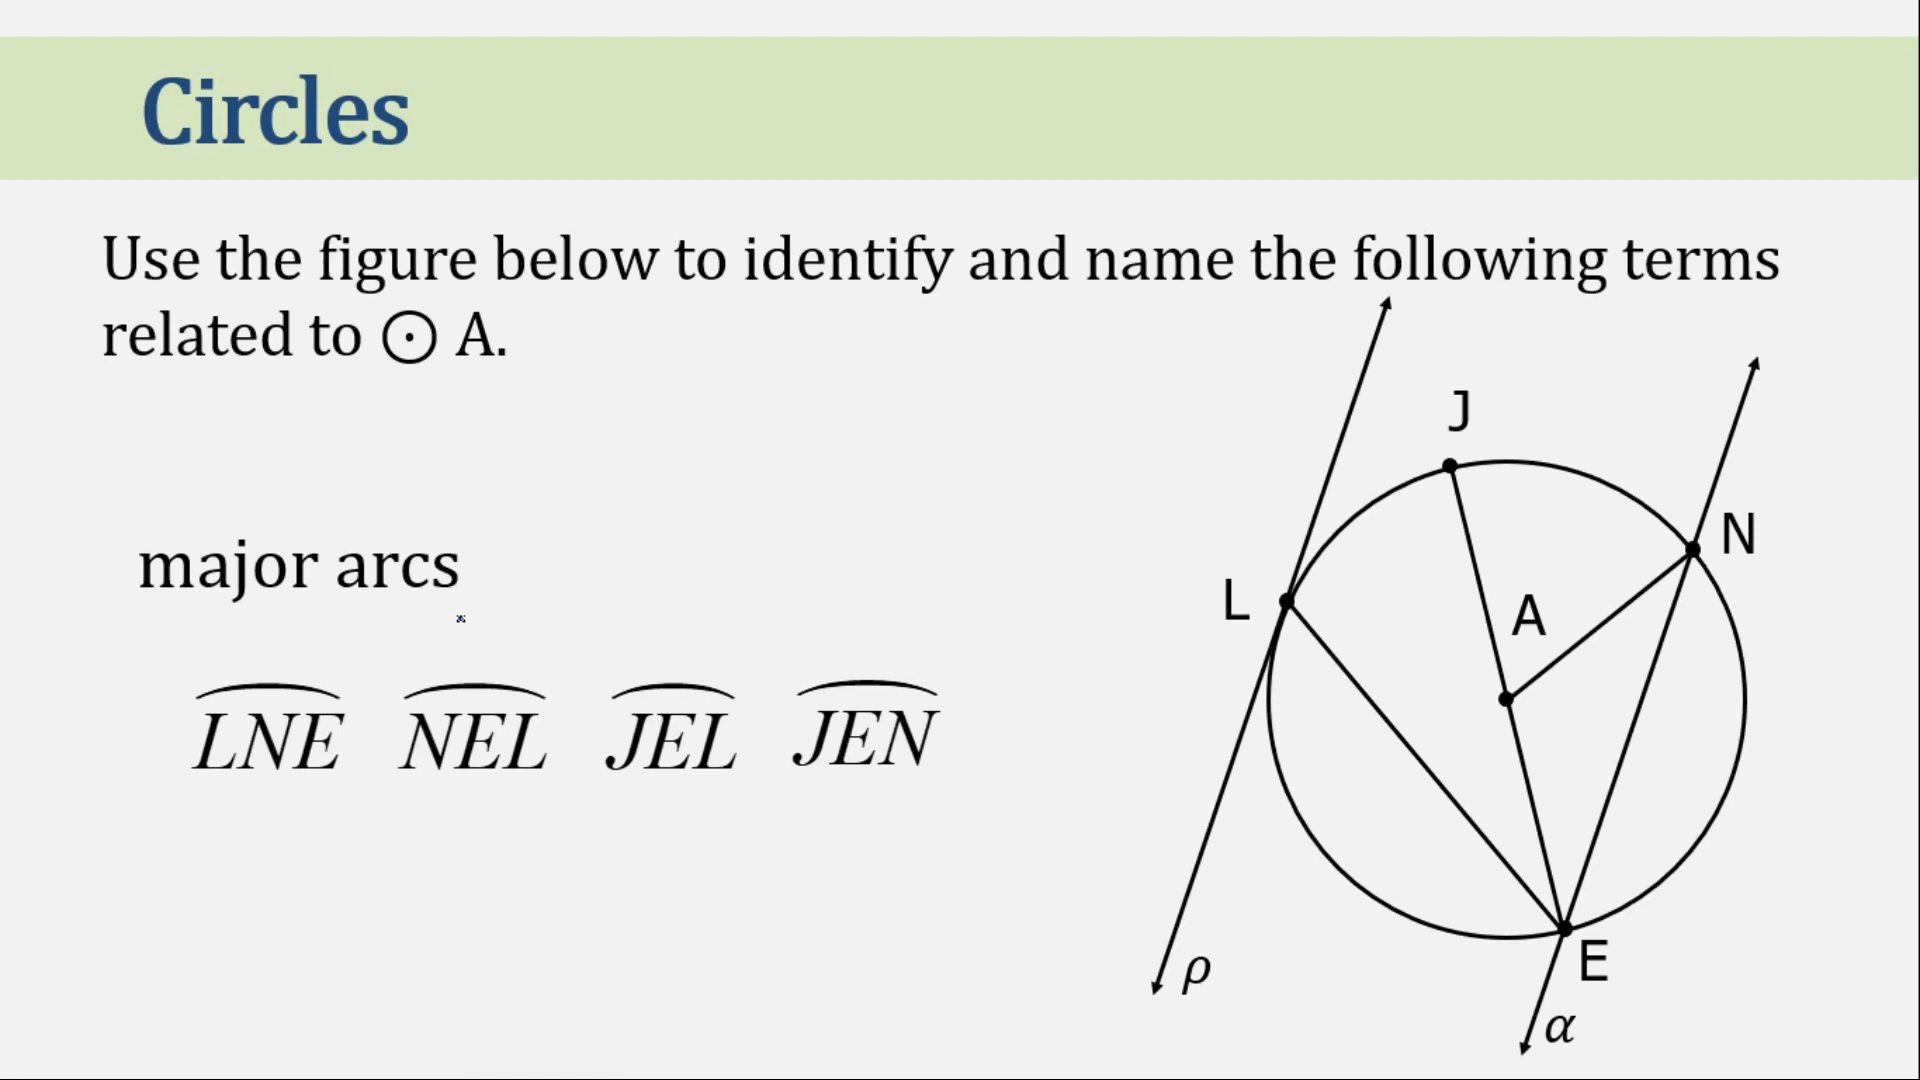 Circles
Use the figure below to identify and name the following terms
related to ⊙ A.
major arcs
LNE NEL JEL JEN
J
N
L
A
E
ρ
α